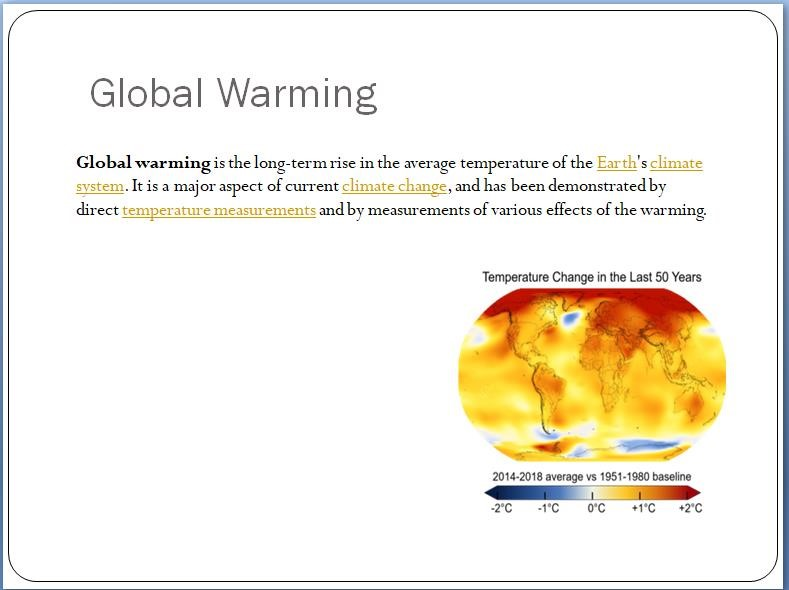 Global Warming
Global warming is the long-term rise in the average temperature of the Earth's climate
system. It is a major aspect of current climate change, and has been demonstrated by
direct temperature measurements and by measurements of various effects of the warming.
Temperature Change in the Last 50 Years
2014-2018 average vs 1951-1980 baseline
-2°C -1°C 0°C +1°C +2°C